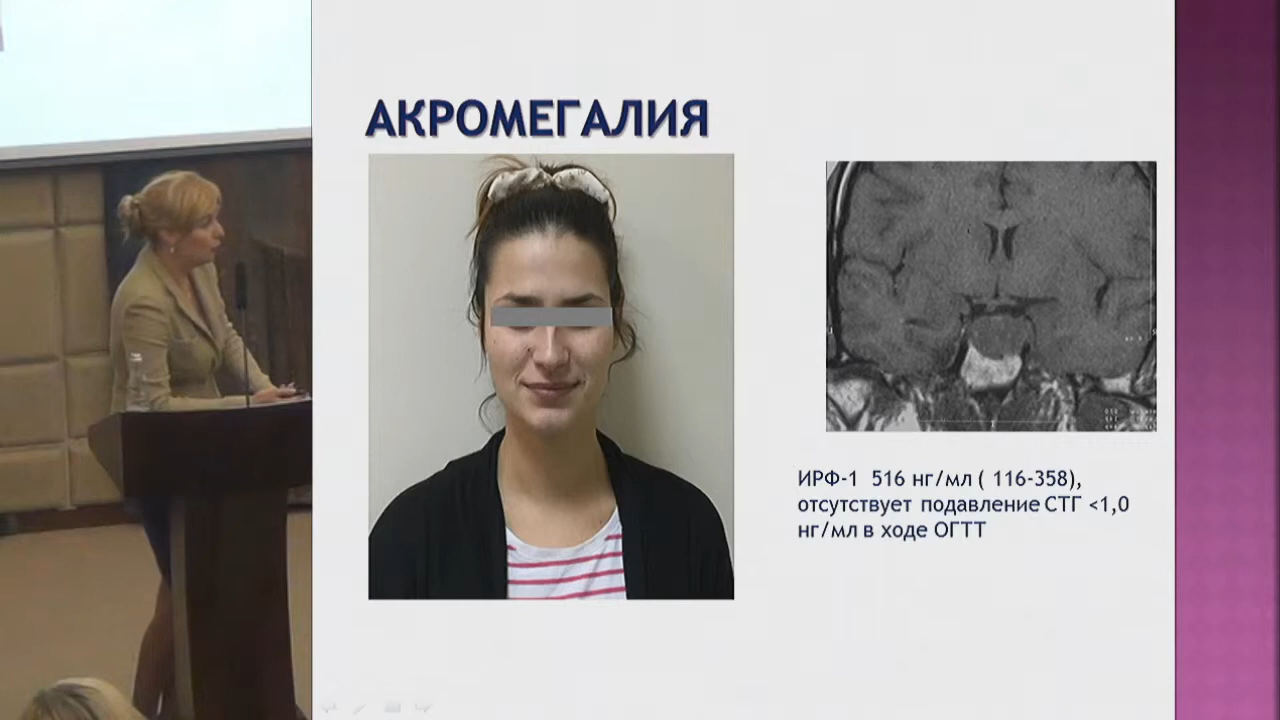 АКРОМЕГАЛИЯ
ИРФ-1 516 нг/мл ( 116-358),
отсутствует подавление СТГ <1,0
нг/мл в ходе ОГТТ